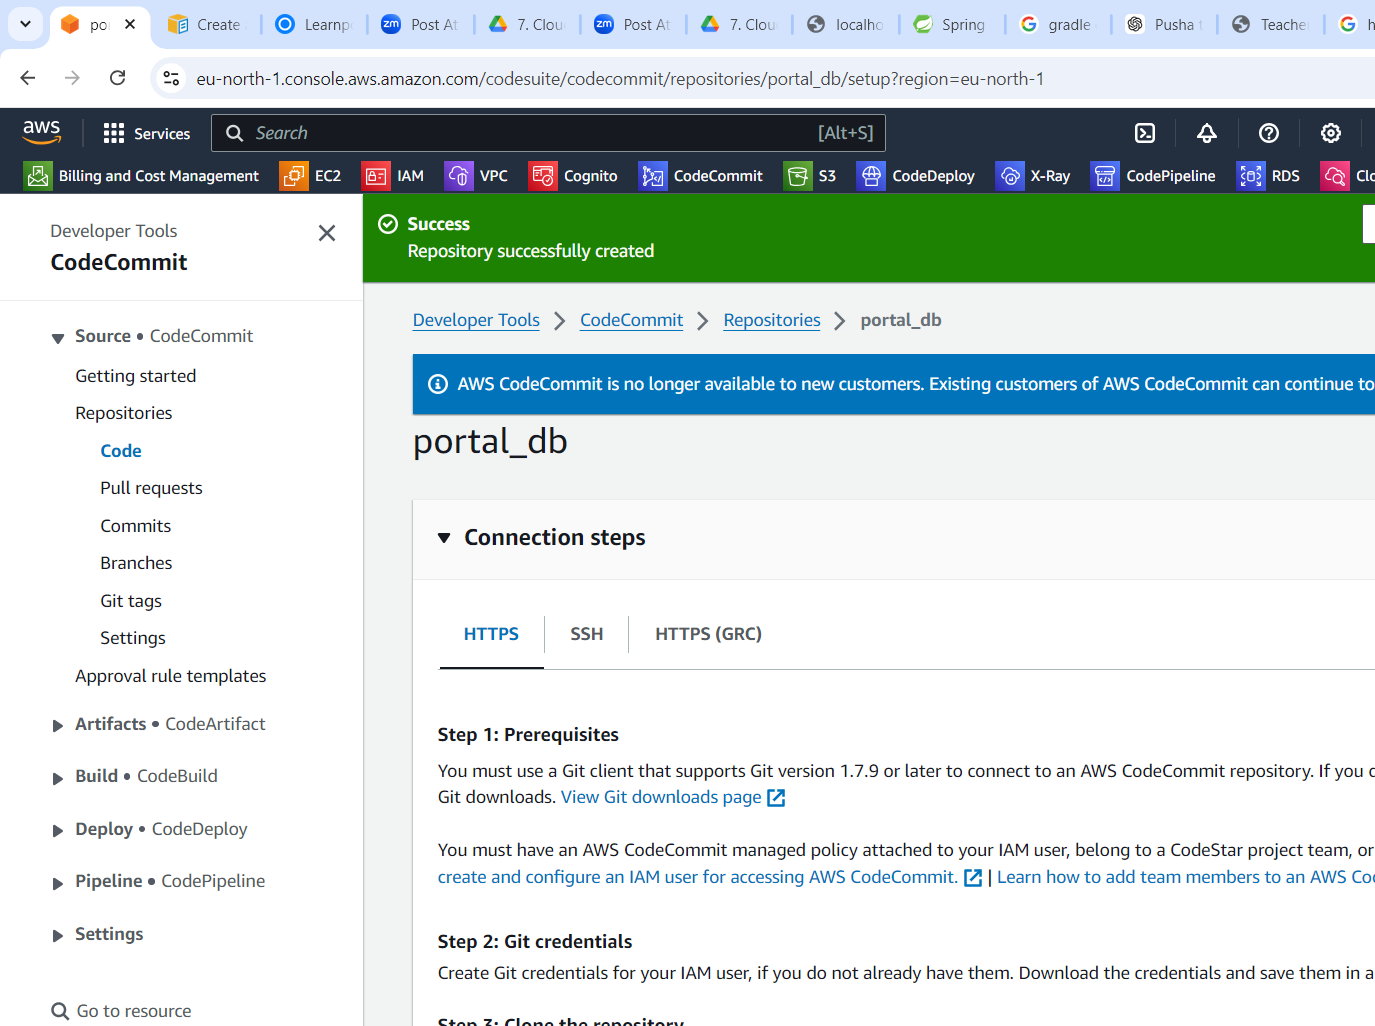 por
Create
Learnp
Post At
7. Clou
Post At
7. Clou
localho
Spring
gradle
Pusha
Teache
h
eu-north-1.console.aws.amazon.com/codesuite/codecommit/repositories/portal_db/setup?region=eu-north-1
aws
Services
Search
[Alt+S]
Billing and Cost Management
EC2
IAM
VPC
Cognito
CodeCommit
S3
CodeDeploy
X-Ray
CodePipeline
RDS
Clo
Developer Tools
CodeCommit
Source • CodeCommit
Getting started
Repositories
Code
Pull requests
Commits
Branches
Git tags
Settings
Approval rule templates
Artifacts • CodeArtifact
Build • CodeBuild
Deploy • CodeDeploy
Pipeline • CodePipeline
Settings
Go to resource
Success
Repository successfully created
Developer Tools
CodeCommit
Repositories
portal_db
AWS CodeCommit is no longer available to new customers. Existing customers of AWS CodeCommit can continue to
portal_db
Connection steps
HTTPS
SSH
HTTPS (GRC)
Step 1: Prerequisites
You must use a Git client that supports Git version 1.7.9 or later to connect to an AWS CodeCommit repository. If you
Git downloads. View Git downloads page
You must have an AWS CodeCommit managed policy attached to your IAM user, belong to a CodeStar project team, or
create and configure an IAM user for accessing AWS CodeCommit. | Learn how to add team members to an AWS Co
Step 2: Git credentials
Create Git credentials for your IAM user, if you do not already have them. Download the credentials and save them in a
Step 3: Clone the repository